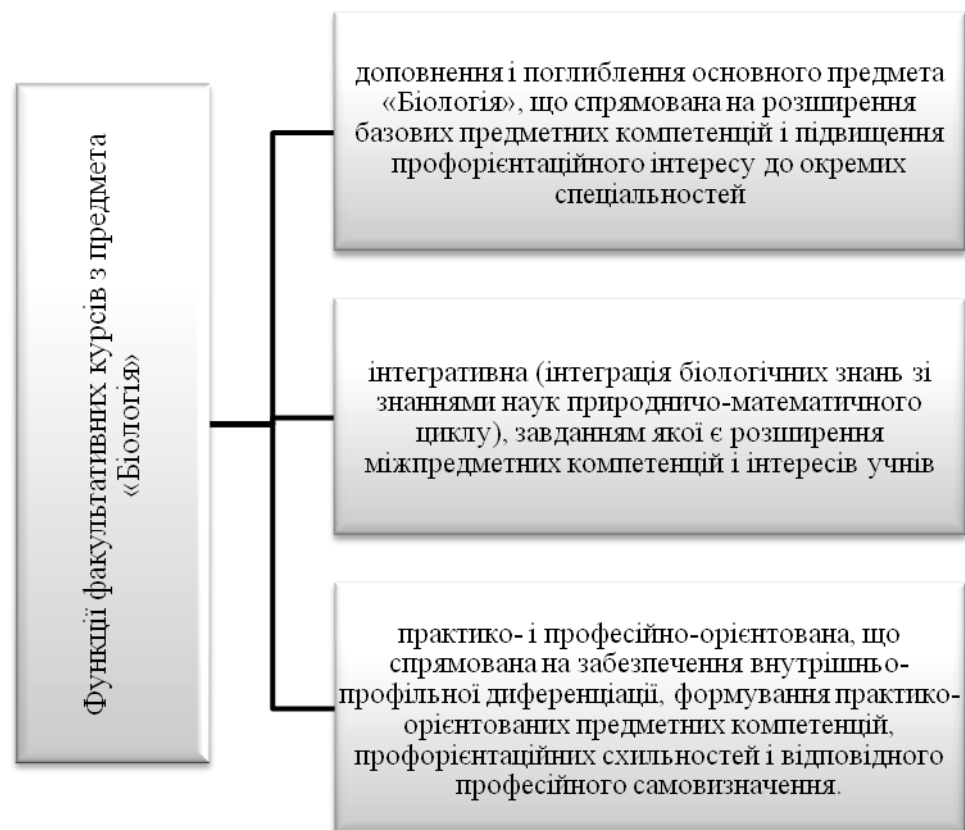 Функції факультативних курсів з предмета
«Біологія»
доповнення і поглиблення основного предмета
«Біологія», що спрямована на розширення
базових предметних компетенцій і підвищення
профорієнтаційного інтересу до окремих
спеціальностей
інтегративна (інтеграція біологічних знань зі
знаннями наук природничо-математичного
циклу), завданням якої є розширення
міжпредметних компетенцій і інтересів учнів
практико- і професійно-орієнтована, що
спрямована на забезпечення внутрішньо-
профільної диференціації, формування практико-
орієнтованих предметних компетенцій,
профорієнтаційних схильностей і відповідного
професійного самовизначення.